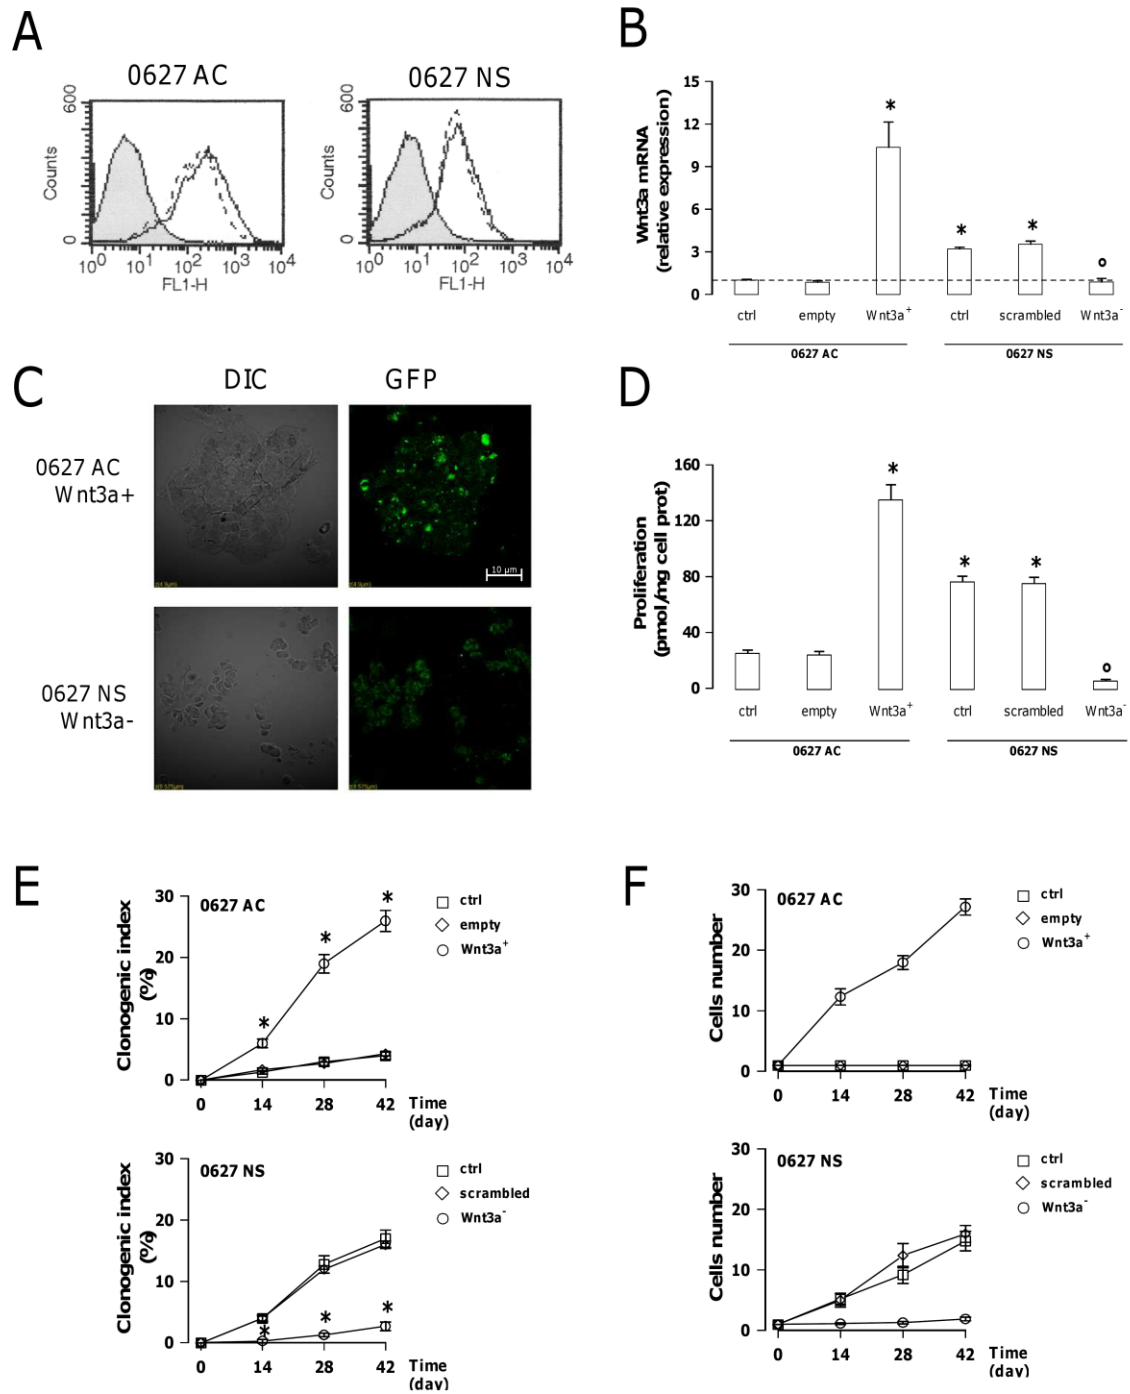 A
0627 AC
0627 NS
600
Counts
0
10^0 10^1 10^2 10^3 10^4
FL1-H
600
Counts
0
10^0 10^1 10^2 10^3 10^4
FL1-H
B
Wnt3a mRNA
(relative expression)
15
12
9
6
3
0
*
*
*
o
ctrl empty Wnt3a+ ctrl scrambled Wnt3a-
0627 AC 0627 NS
C
DIC GFP
0627 AC
Wnt3a+
10 µm
0627 NS
Wnt3a-
D
Proliferation
(pmol/mg cell prot)
160
120
80
40
0
*
*
*
o
ctrl empty Wnt3a+ ctrl scrambled Wnt3a-
0627 AC 0627 NS
E
Clonogenic index
(%)
30
20
10
0
0627 AC
*
*
*
ctrl
empty
Wnt3a+
0 14 28 42 Time
(day)
Clonogenic index
(%)
30
20
10
0
0627 NS
*
*
*
ctrl
scrambled
Wnt3a-
0 14 28 42 Time
(day)
F
Cells number
30
20
10
0
0627 AC
ctrl
empty
Wnt3a+
0 14 28 42 Time
(day)
Cells number
30
20
10
0
0627 NS
ctrl
scrambled
Wnt3a-
0 14 28 42 Time
(day)